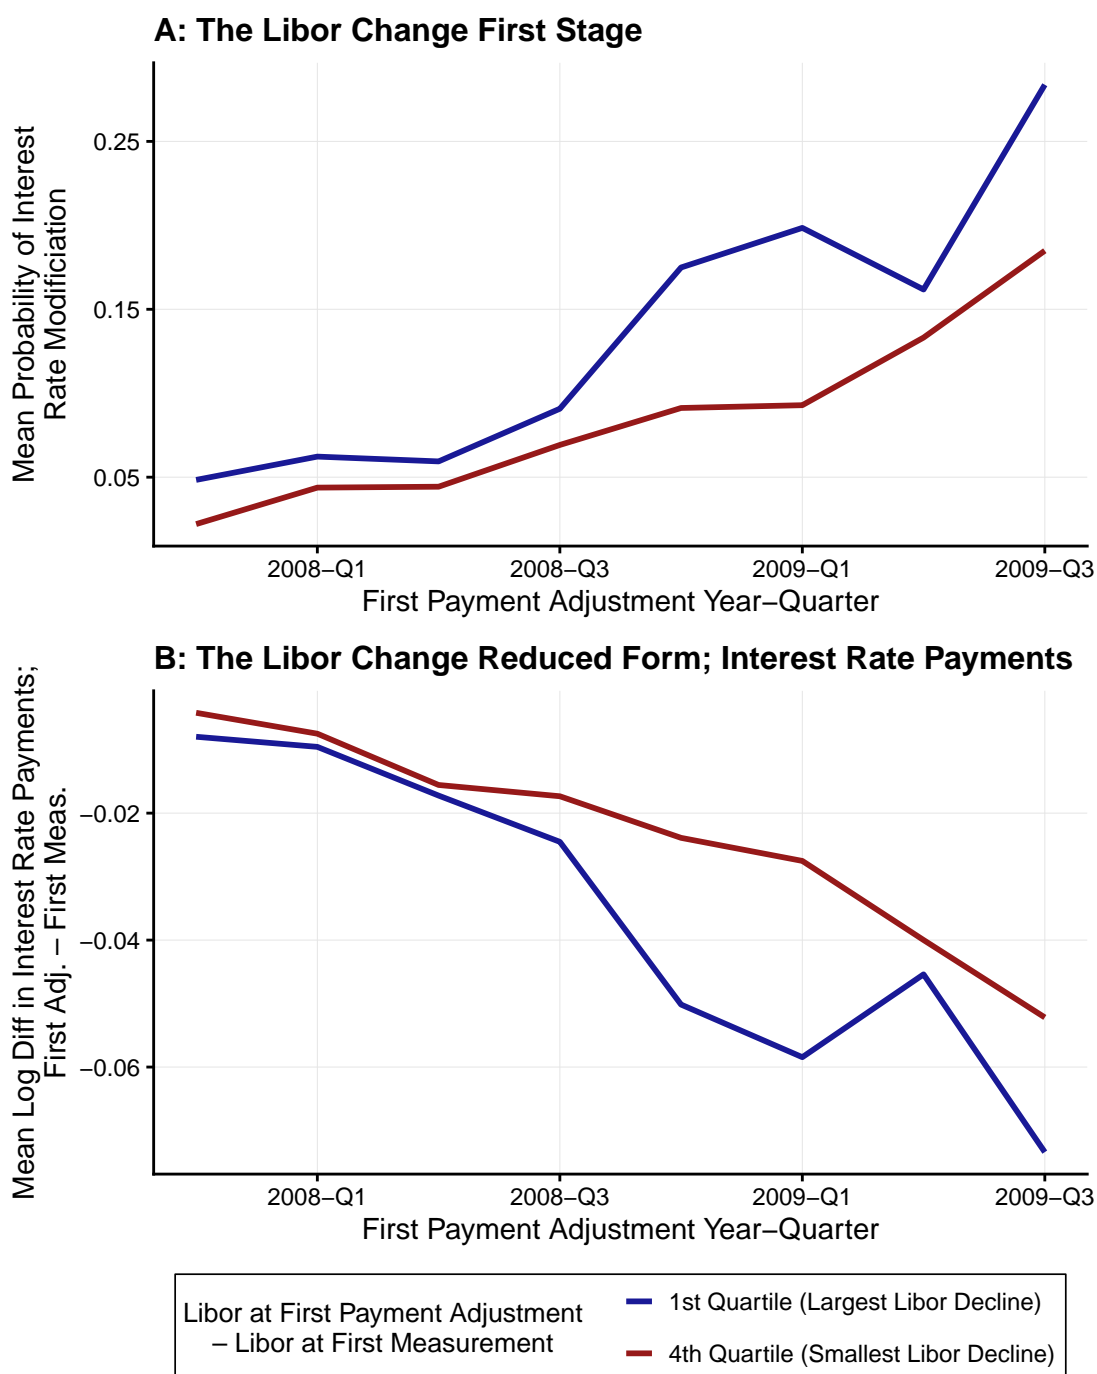 A: The Libor Change First Stage
Mean Probability of Interest
Rate Modificiation
0.25
0.15
0.05
2008−Q1
2008−Q3
2009−Q1
2009−Q3
First Payment Adjustment Year−Quarter
B: The Libor Change Reduced Form; Interest Rate Payments
Mean Log Diff in Interest Rate Payments;
First Adj. − First Meas.
−0.02
−0.04
−0.06
2008−Q1
2008−Q3
2009−Q1
2009−Q3
First Payment Adjustment Year−Quarter
Libor at First Payment Adjustment
− Libor at First Measurement
1st Quartile (Largest Libor Decline)
4th Quartile (Smallest Libor Decline)